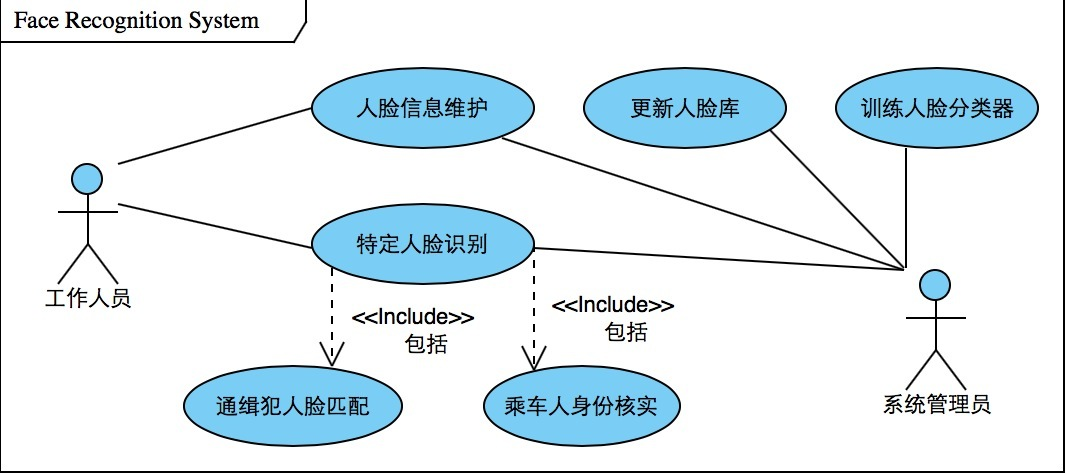 Face Recognition System
人脸信息维护
更新人脸库
训练人脸分类器
特定人脸识别
工作人员
<<Include>>
包括
<<Include>>
包括
通缉犯人脸匹配
乘车人身份核实
系统管理员